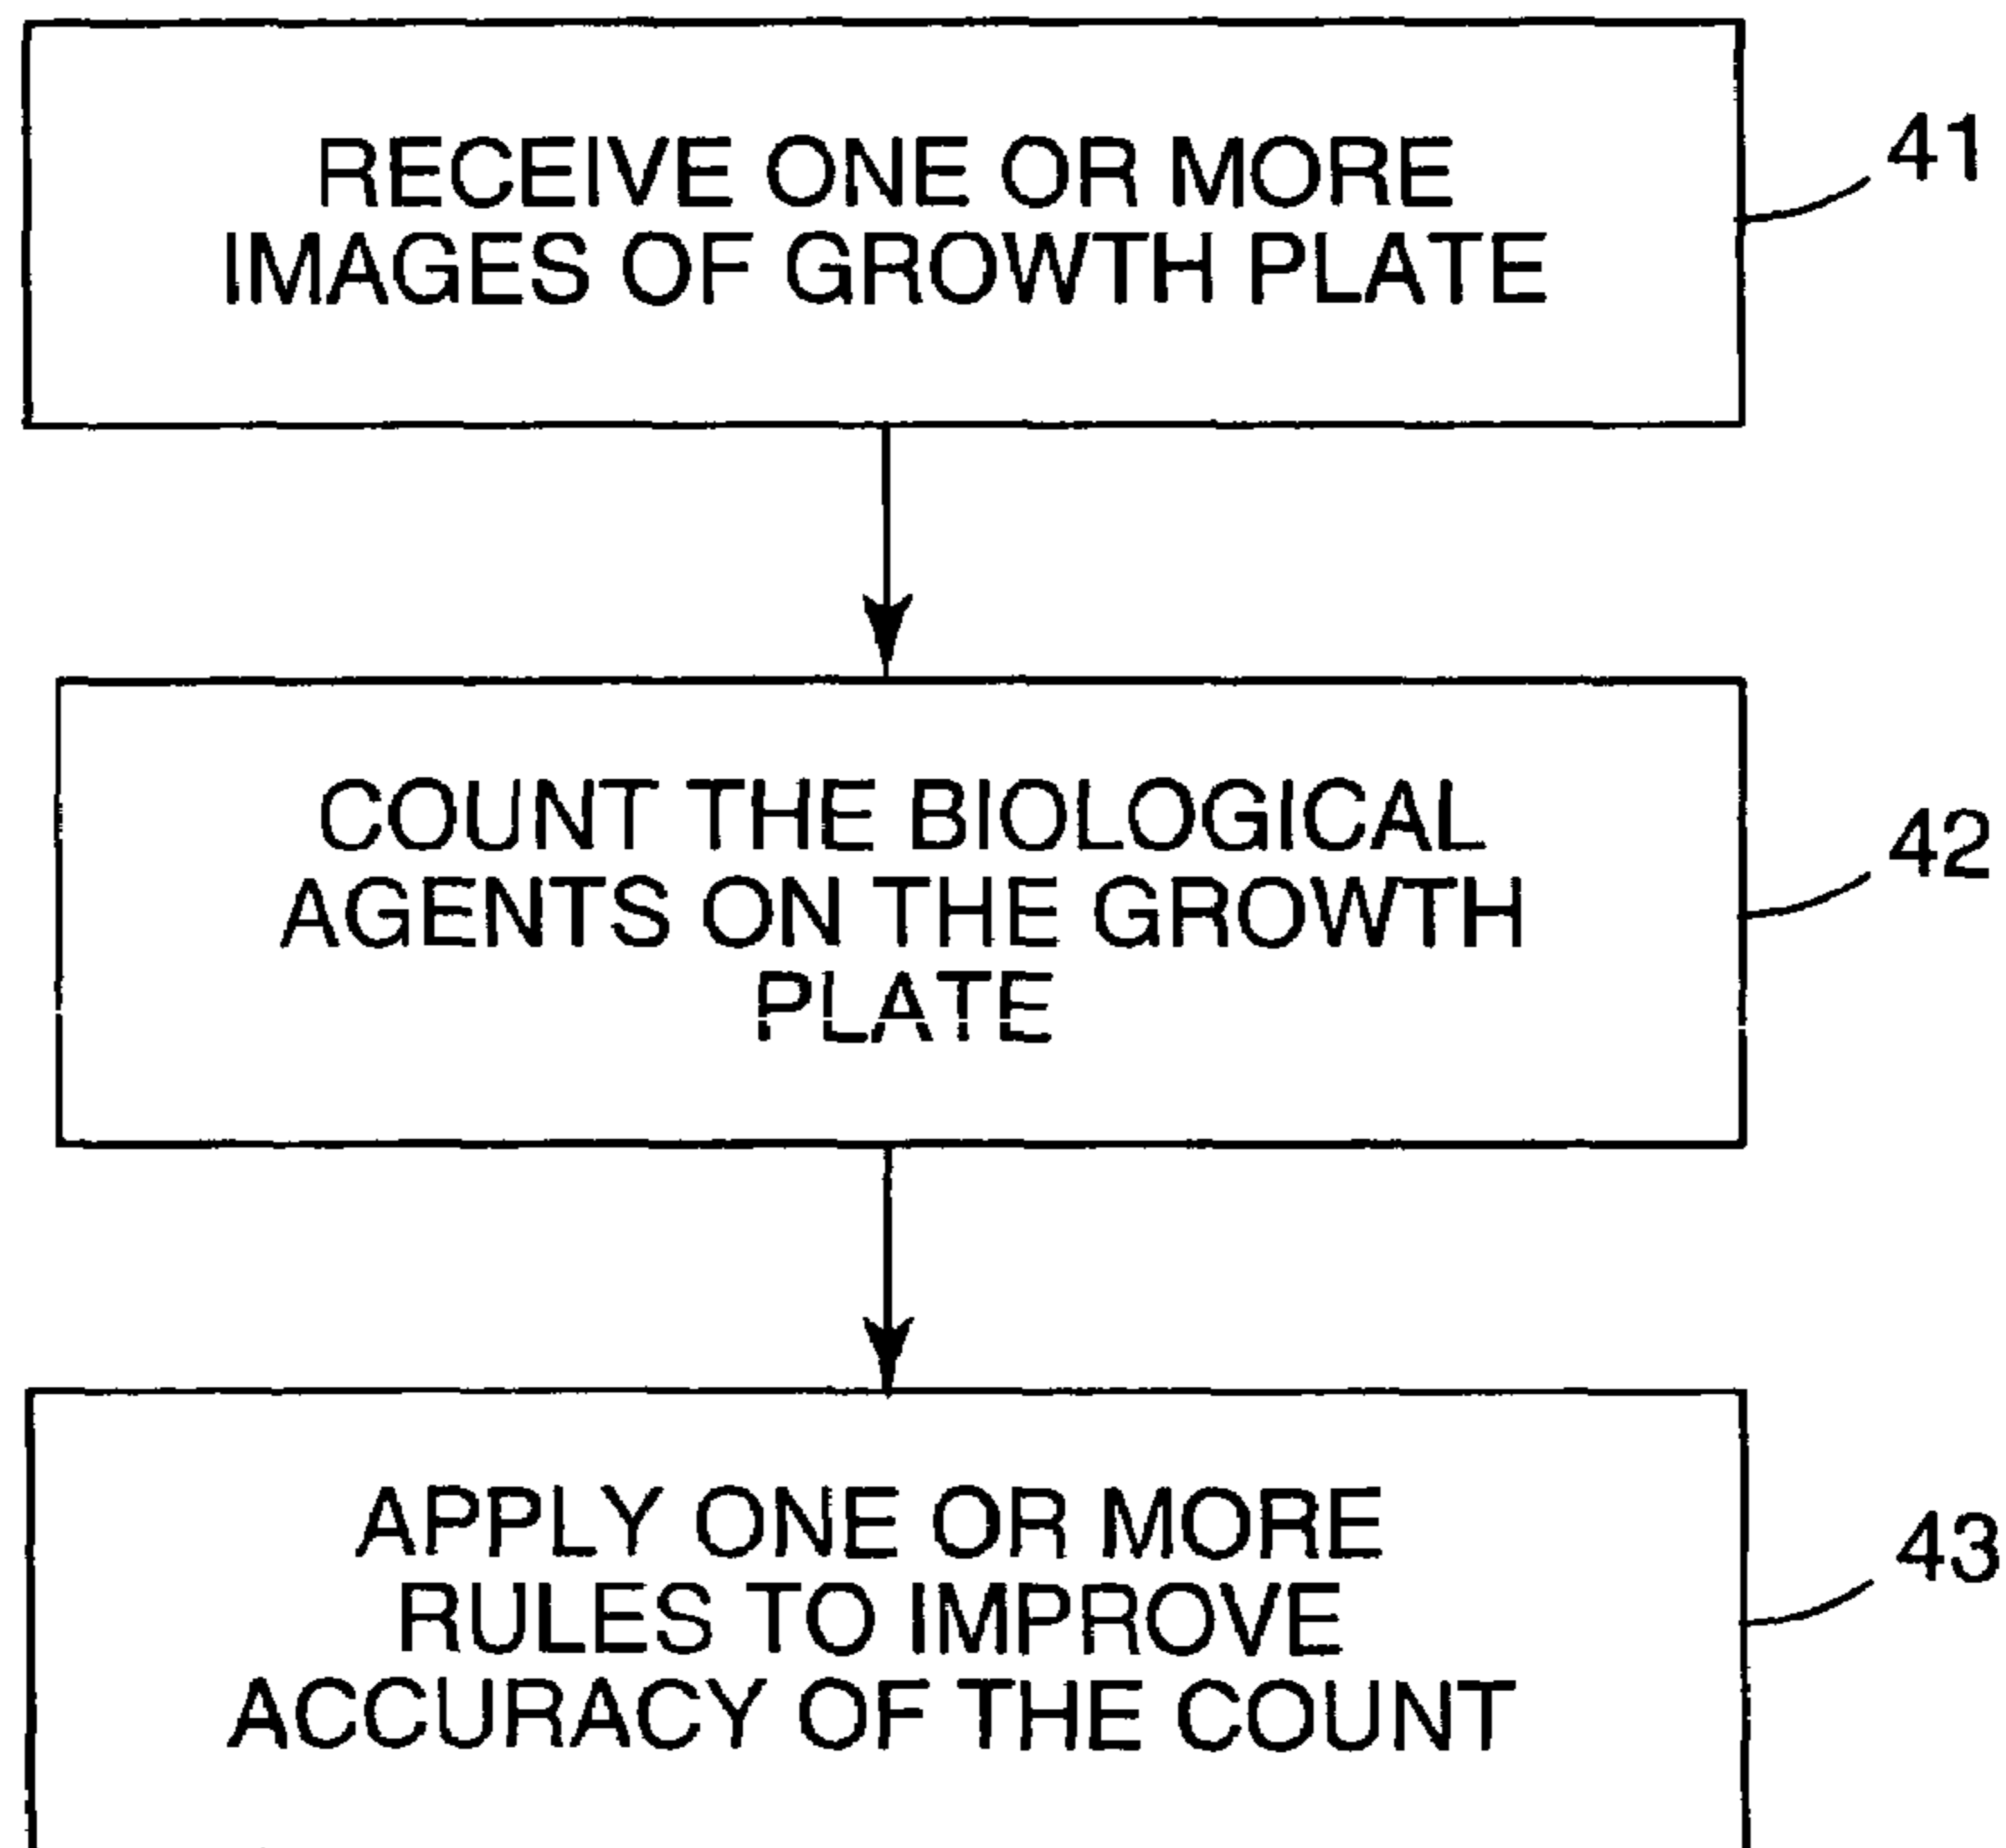 RECEIVE ONE OR MORE
IMAGES OF GROWTH PLATE
41
COUNT THE BIOLOGICAL
AGENTS ON THE GROWTH
PLATE
42
APPLY ONE OR MORE
RULES TO IMPROVE
ACCURACY OF THE COUNT
43